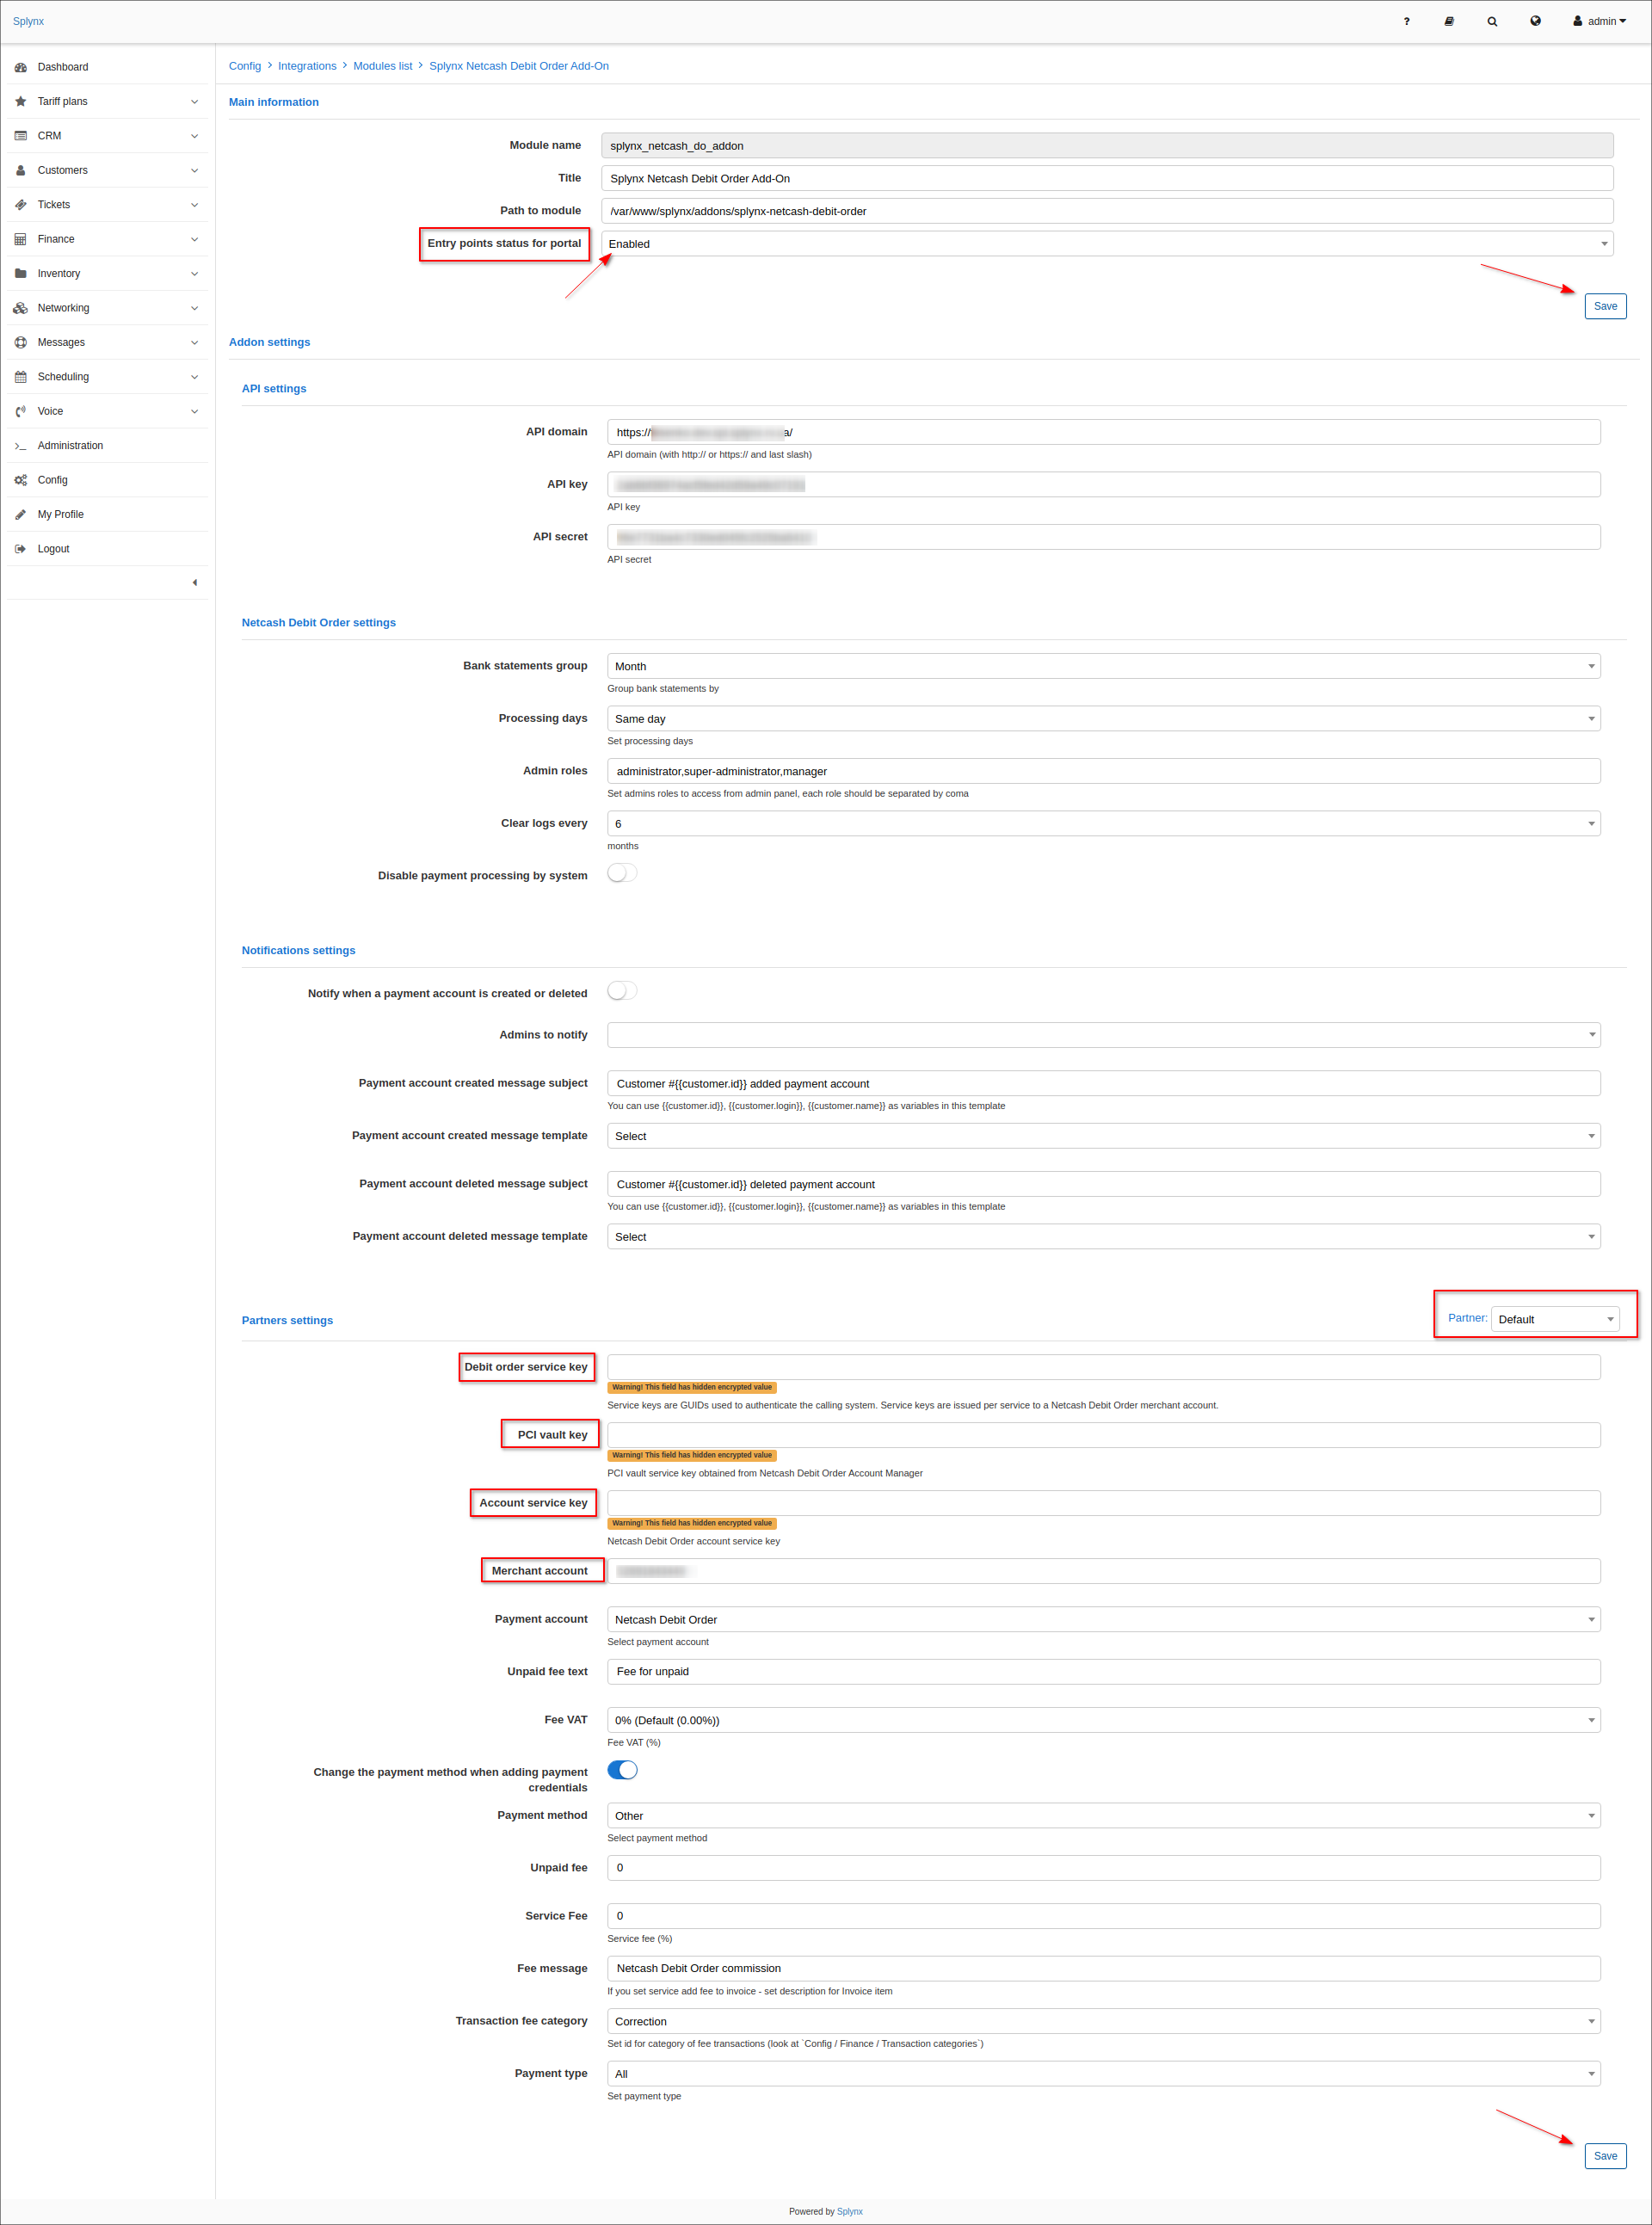 Splynx
? admin
Dashboard
Tariff plans
CRM
Customers
Tickets
Finance
Inventory
Networking
Messages
Scheduling
Voice
Administration
Config
My Profile
Logout
Config > Integrations > Modules list > Splynx Netcash Debit Order Add-On
Main information
Module name splynx_netcash_do_addon
Title Splynx Netcash Debit Order Add-On
Path to module /var/www/splynx/addons/splynx-netcash-debit-order
Entry points status for portal Enabled
Save
Addon settings
API settings
API domain https:// a/
API domain (with http:// or https:// and last slash)
API key
API key
API secret
API secret
Netcash Debit Order settings
Bank statements group Month
Group bank statements by
Processing days Same day
Set processing days
Admin roles administrator,super-administrator,manager
Set admins roles to access from admin panel, each role should be separated by coma
Clear logs every 6
months
Disable payment processing by system
Notifications settings
Notify when a payment account is created or deleted
Admins to notify
Payment account created message subject Customer #{{customer.id}} added payment account
You can use {{customer.id}}, {{customer.login}}, {{customer.name}} as variables in this template
Payment account created message template Select
Payment account deleted message subject Customer #{{customer.id}} deleted payment account
You can use {{customer.id}}, {{customer.login}}, {{customer.name}} as variables in this template
Payment account deleted message template Select
Partners settings Partner: Default
Debit order service key
Warning! This field has hidden encrypted value
Service keys are GUIDs used to authenticate the calling system. Service keys are issued per service to a Netcash Debit Order merchant account.
PCI vault key
Warning! This field has hidden encrypted value
PCI vault service key obtained from Netcash Debit Order Account Manager
Account service key
Warning! This field has hidden encrypted value
Netcash Debit Order account service key
Merchant account
Payment account Netcash Debit Order
Select payment account
Unpaid fee text Fee for unpaid
Fee VAT 0% (Default (0.00%))
Fee VAT (%)
Change the payment method when adding payment
credentials
Payment method Other
Select payment method
Unpaid fee 0
Service Fee 0
Service fee (%)
Fee message Netcash Debit Order commission
If you set service add fee to invoice - set description for Invoice item
Transaction fee category Correction
Set id for category of fee transactions (look at `Config / Finance / Transaction categories`)
Payment type All
Set payment type
Save
Powered by Splynx